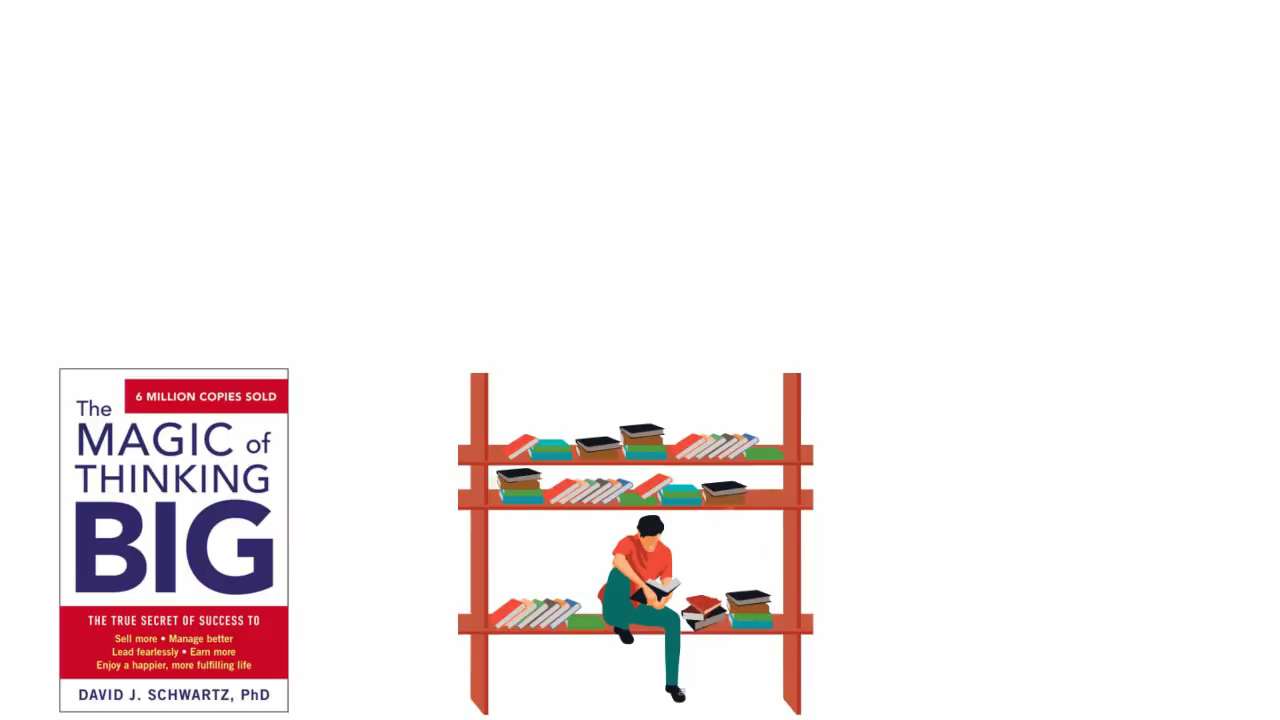 6 MILLION COPIES SOLD
The
MAGIC of
THINKING
BIG
THE TRUE SECRET OF SUCCESS TO
Sell more • Manage better
Lead fearlessly • Earn more
Enjoy a happier, more fulfilling life
DAVID J. SCHWARTZ, PhD